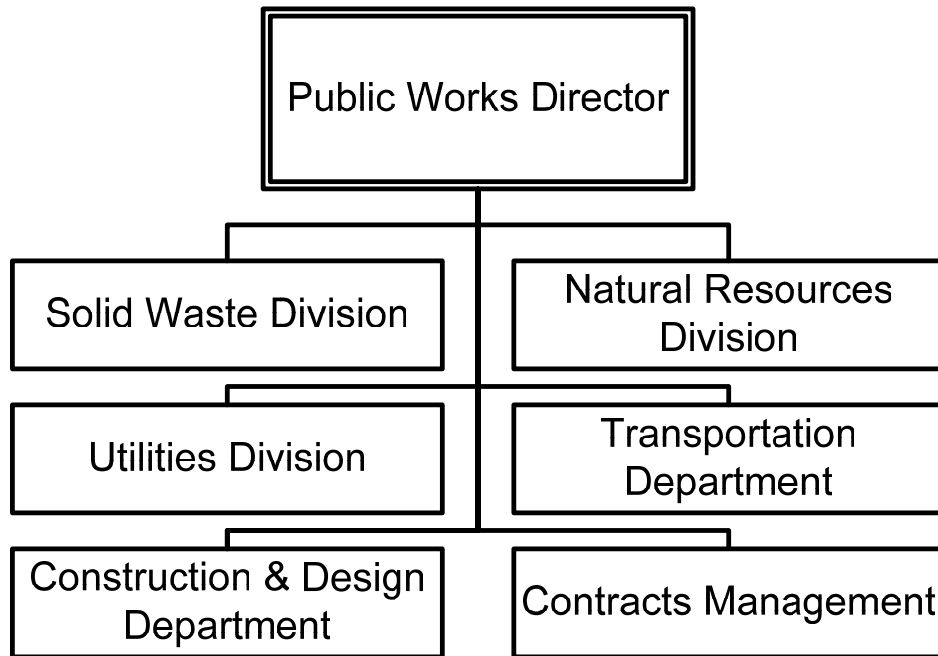 Public Works Director
Solid Waste Division
Natural Resources
Division
Utilities Division
Transportation
Department
Construction & Design
Department
Contracts Management